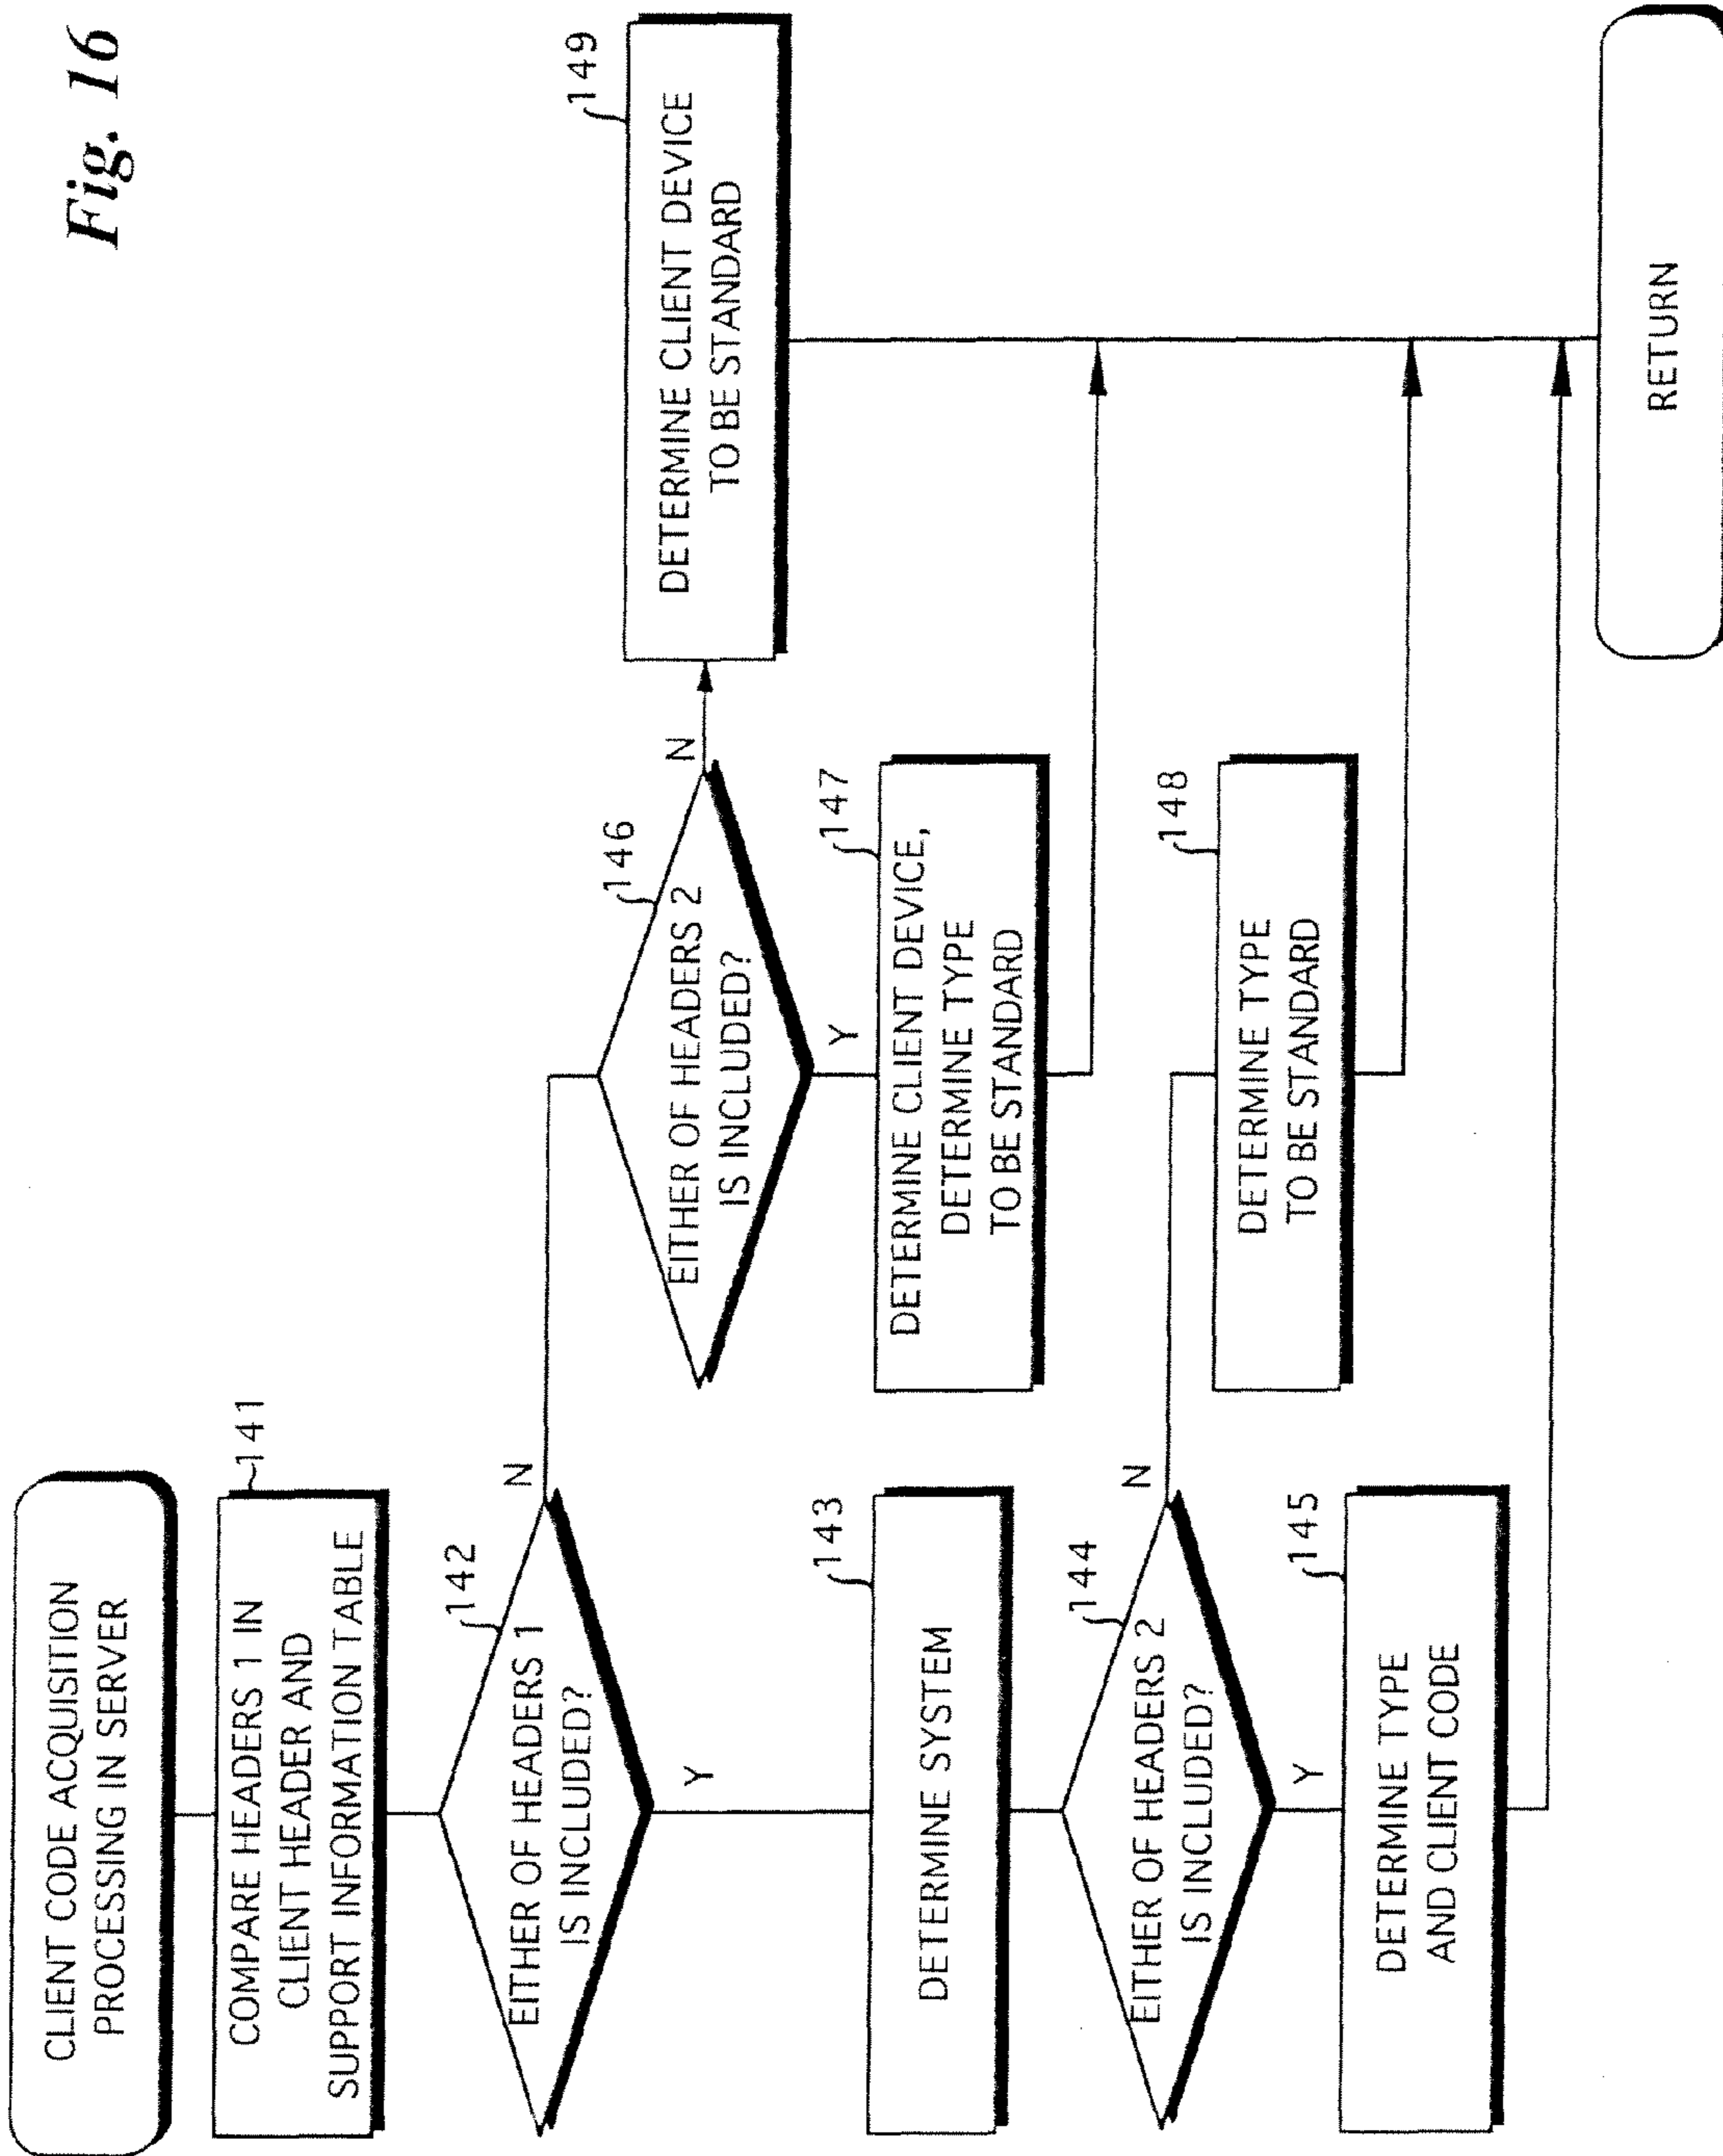 Fig. 16
CLIENT CODE ACQUISITION
PROCESSING IN SERVER
141
COMPARE HEADERS 1 IN
CLIENT HEADER AND
SUPPORT INFORMATION TABLE
142
EITHER OF HEADERS 1
IS INCLUDED?
N
Y
146
EITHER OF HEADERS 2
IS INCLUDED?
N
Y
149
DETERMINE CLIENT DEVICE
TO BE STANDARD
143
DETERMINE SYSTEM
147
DETERMINE CLIENT DEVICE,
DETERMINE TYPE
TO BE STANDARD
144
EITHER OF HEADERS 2
IS INCLUDED?
N
Y
148
DETERMINE TYPE
TO BE STANDARD
145
DETERMINE TYPE
AND CLIENT CODE
RETURN